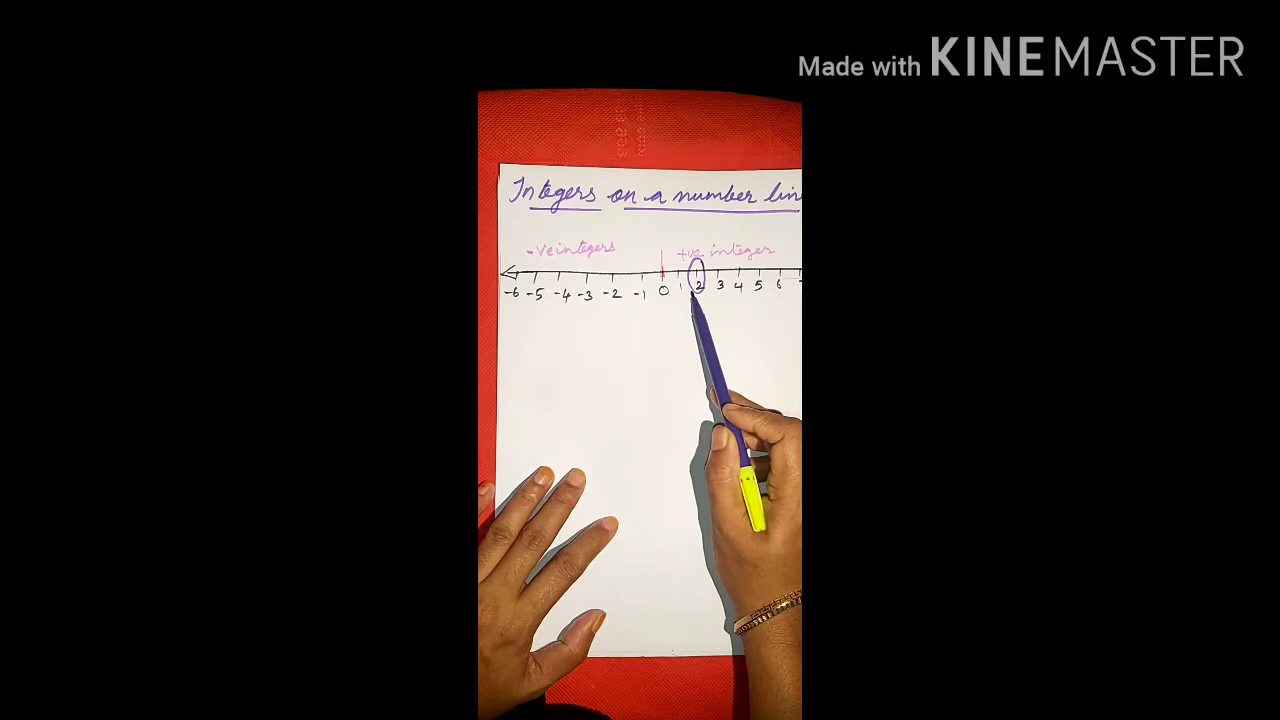 Made with KINEMASTER
Integers on a number line
-ve integers +ve integer
-6 -5 -4 -3 -2 -1 0 1 2 3 4 5 6